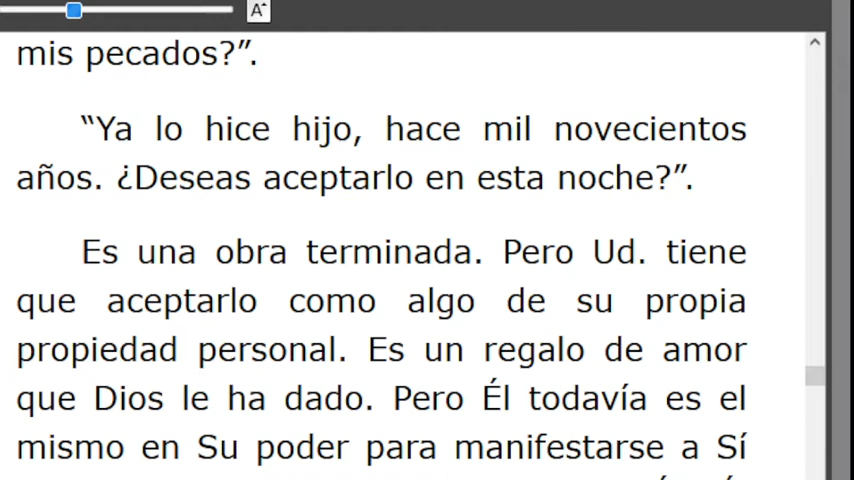 A
mis pecados?”.
“Ya lo hice hijo, hace mil novecientos
años. ¿Deseas aceptarlo en esta noche?”.
Es una obra terminada. Pero Ud. tiene
que aceptarlo como algo de su propia
propiedad personal. Es un regalo de amor
que Dios le ha dado. Pero Él todavía es el
mismo en Su poder para manifestarse a Sí